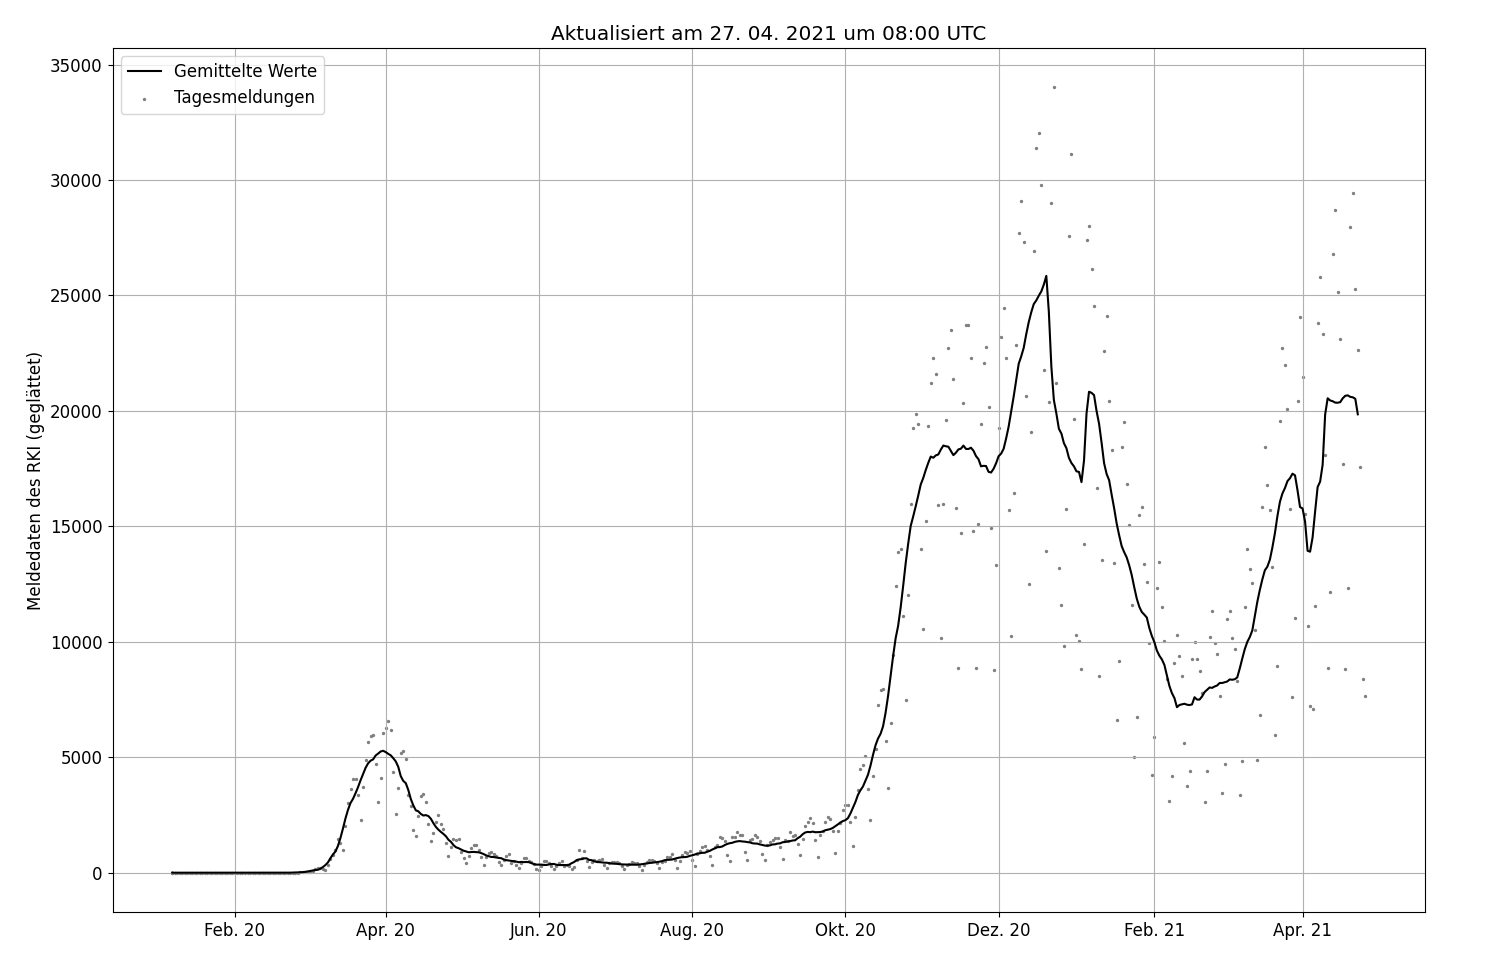 Aktualisiert am 27. 04. 2021 um 08:00 UTC
Gemittelte Werte
Tagesmeldungen
Meldedaten des RKI (geglättet)
35000
30000
25000
20000
15000
10000
5000
0
Feb. 20 Apr. 20 Jun. 20 Aug. 20 Okt. 20 Dez. 20 Feb. 21 Apr. 21